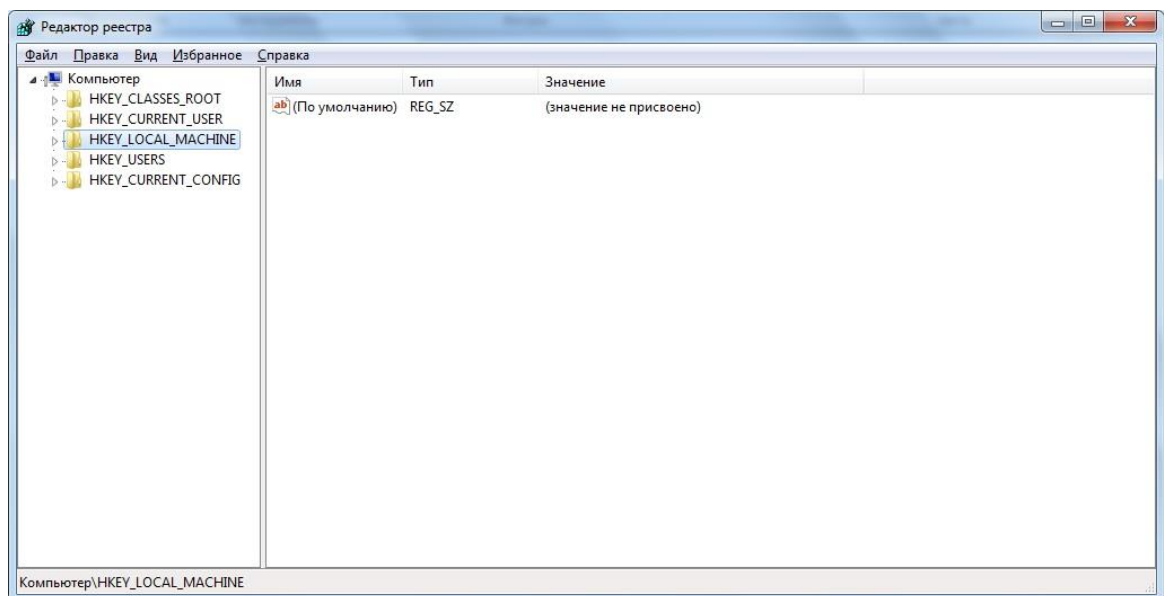 Редактор реестра
Файл Правка Вид Избранное Справка
Компьютер
HKEY_CLASSES_ROOT
HKEY_CURRENT_USER
HKEY_LOCAL_MACHINE
HKEY_USERS
HKEY_CURRENT_CONFIG
Имя Тип Значение
ab (По умолчанию) REG_SZ (значение не присвоено)
Компьютер\HKEY_LOCAL_MACHINE